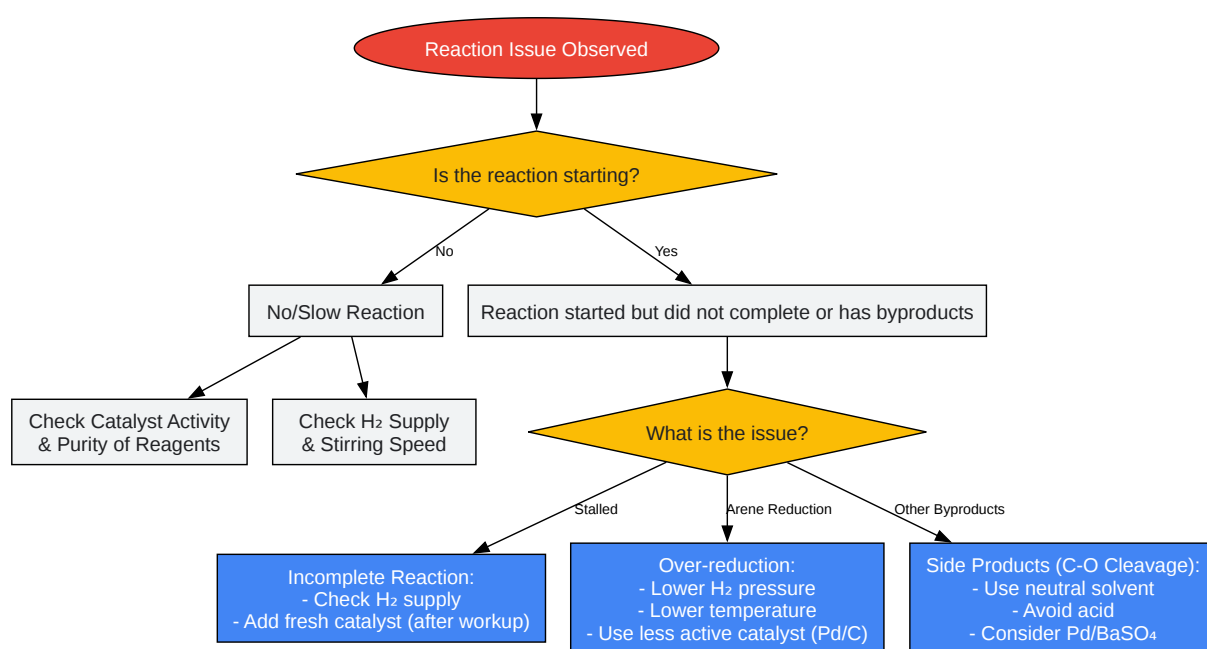 Reaction Issue Observed
Is the reaction starting?
No
Yes
No/Slow Reaction
Reaction started but did not complete or has byproducts
Check Catalyst Activity
& Purity of Reagents
Check H₂ Supply
& Stirring Speed
What is the issue?
Stalled
Arene Reduction
Other Byproducts
Incomplete Reaction:
- Check H₂ supply
- Add fresh catalyst (after workup)
Over-reduction:
- Lower H₂ pressure
- Lower temperature
- Use less active catalyst (Pd/C)
Side Products (C-O Cleavage):
- Use neutral solvent
- Avoid acid
- Consider Pd/BaSO₄